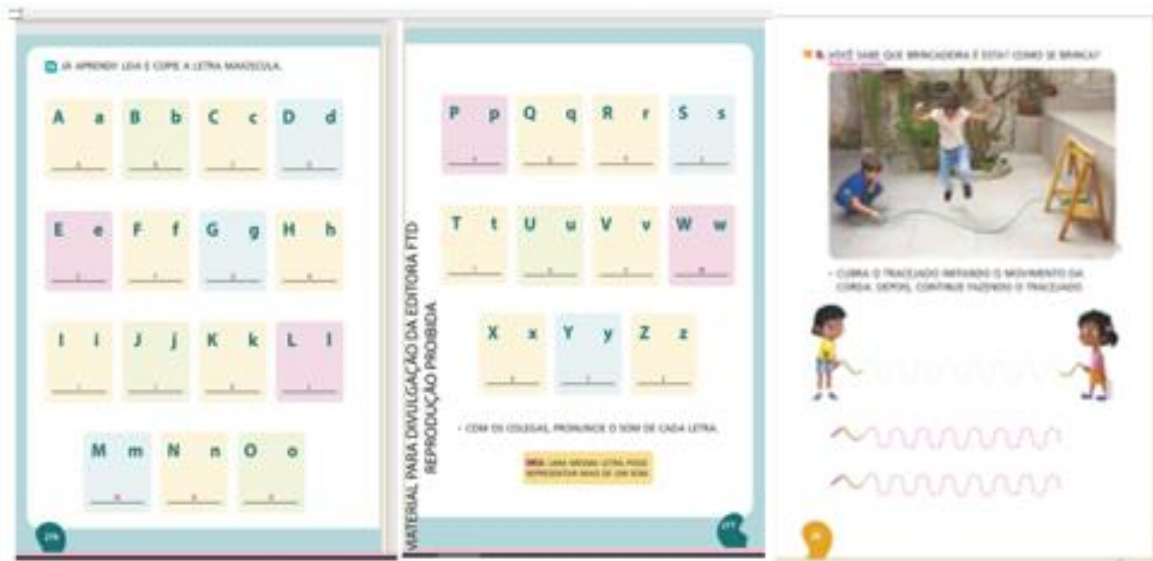 JÁ APRENDI! LEIA E COPIE A LETRA MAIÚSCULA.
A a B b C c D d
A B C D
E e F f G g H h
E F G H
I i J j K k L l
I J K L
M m N n O o
M N O
276
MATERIAL PARA DIVULGAÇÃO DA EDITORA FTD
REPRODUÇÃO PROIBIDA
P p Q q R r S s
P Q R S
T t U u V v W w
T U V W
X x Y y Z z
X Y Z
• COM OS COLEGAS, PRONUNCIE O SOM DE CADA LETRA.
DICA: UMA MESMA LETRA PODE
REPRESENTAR MAIS DE UM SOM.
277
VOCÊ SABE QUE BRINCADEIRA É ESTA? COMO SE BRINCA?
• CUBRA O TRACEJADO IMITANDO O MOVIMENTO DA
CORDA. DEPOIS, CONTINUE FAZENDO O TRACEJADO.